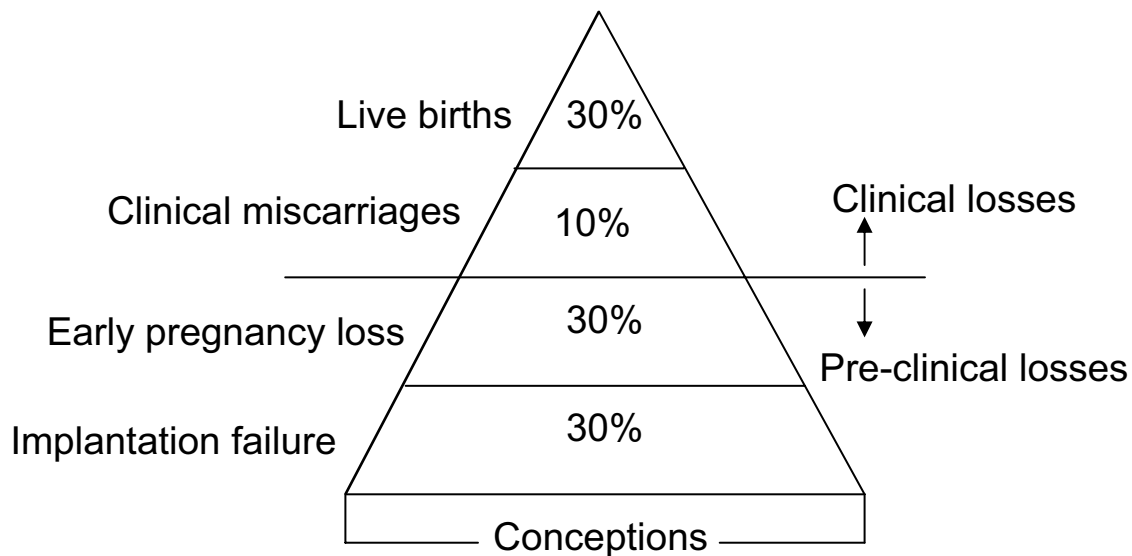 Live births 30%
Clinical miscarriages 10% Clinical losses
Early pregnancy loss 30%
Pre-clinical losses
Implantation failure 30%
Conceptions